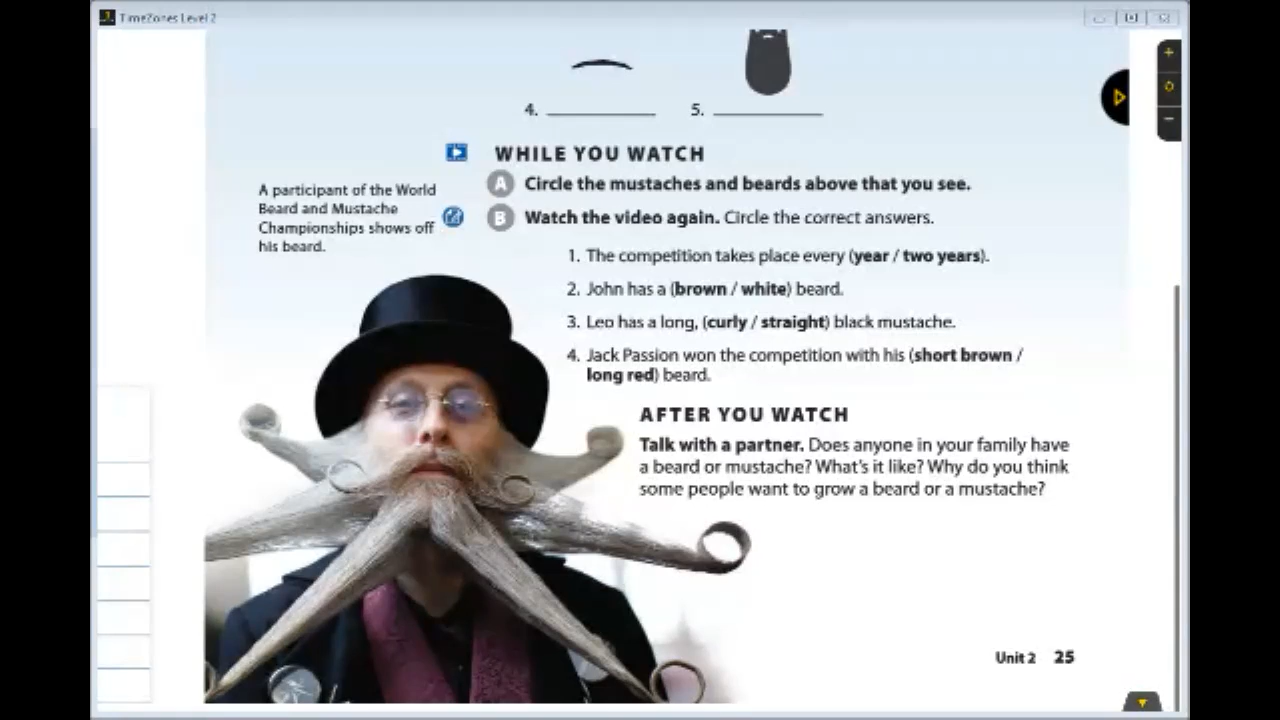 TimeZones Level 2
4. ____________ 5. ____________
WHILE YOU WATCH
A Circle the mustaches and beards above that you see.
B Watch the video again. Circle the correct answers.
A participant of the World
Beard and Mustache
Championships shows off
his beard.
1. The competition takes place every (year / two years).
2. John has a (brown / white) beard.
3. Leo has a long, (curly / straight) black mustache.
4. Jack Passion won the competition with his (short brown /
long red) beard.
AFTER YOU WATCH
Talk with a partner. Does anyone in your family have
a beard or mustache? What's it like? Why do you think
some people want to grow a beard or a mustache?
Unit 2 25